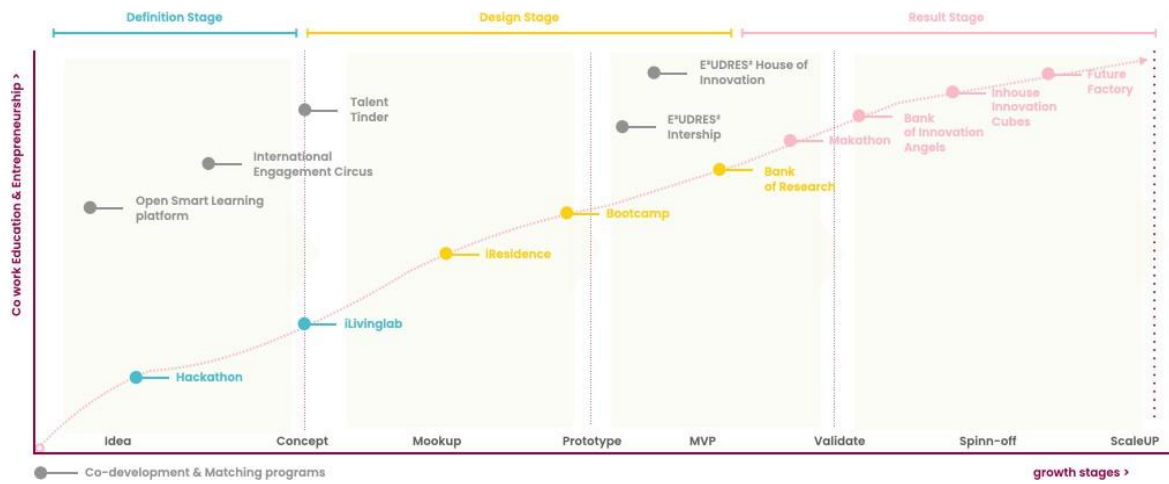 Definition Stage
Design Stage
Result Stage
Co work Education & Entrepreneurship >
E³UDRES² House of
Innovation
Future
Factory
Talent
Tinder
Inhouse
Innovation
Cubes
E³UDRES²
Intership
Bank
of Innovation
Angels
Makathon
International
Engagement Circus
Bank
of Research
Open Smart Learning
platform
Bootcamp
iResidence
iLivinglab
Hackathon
Idea
Concept
Mookup
Prototype
MVP
Validate
Spinn-off
ScaleUP
Co-development & Matching programs
growth stages >